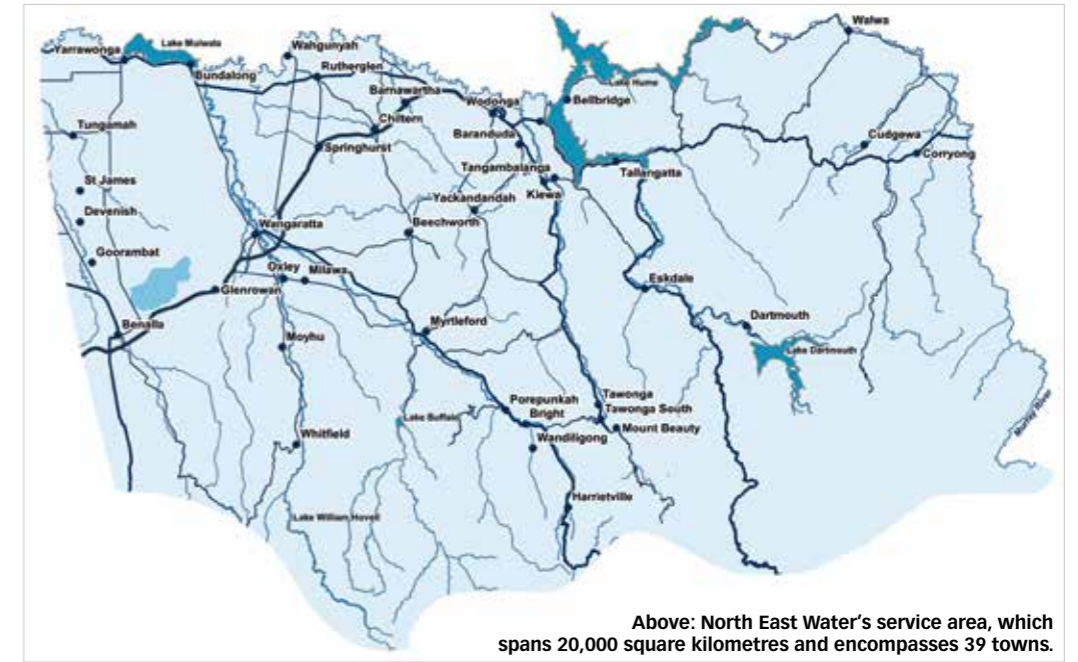 Walwa
Lake Mulwala
Wahgunyah
Yarrawonga
Rutherglen
Bundalong
Lake Hume
Barnawartha
Wodonga
Bellbridge
Chiltern
Tungamah
Baranduda
Cudgewa
Springhurst
Corryong
Tangambalanga
Tallangatta
St James
Kiewa
Yackandandah
Devenish
Beechworth
Wangaratta
Goorambat
Oxley
Milawa
Eskdale
Glenrowan
Dartmouth
Myrtleford
Benalla
Moyhu
Lake Dartmouth
Tawonga
Porepunkah
Tawonga South
Bright
Lake Buffalo
Mount Beauty
Murray River
Whitfield
Wandiligong
Harrietville
Lake William Hovell
Above: North East Water's service area, which
spans 20,000 square kilometres and encompasses 39 towns.